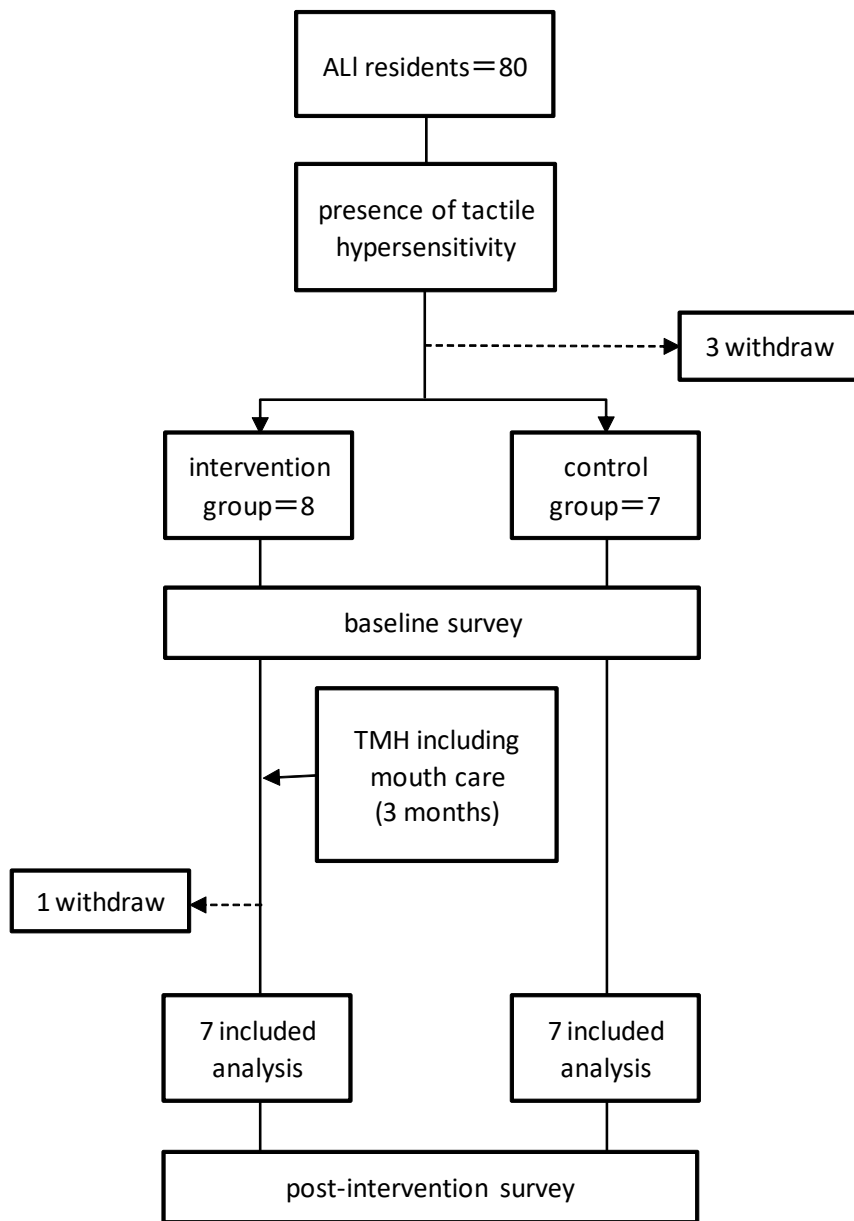 ALl residents＝80
presence of tactile
hypersensitivity
3 withdraw
intervention
group＝8
control
group＝7
baseline survey
TMH including
mouth care
(3 months)
1 withdraw
7 included
analysis
7 included
analysis
post-intervention survey